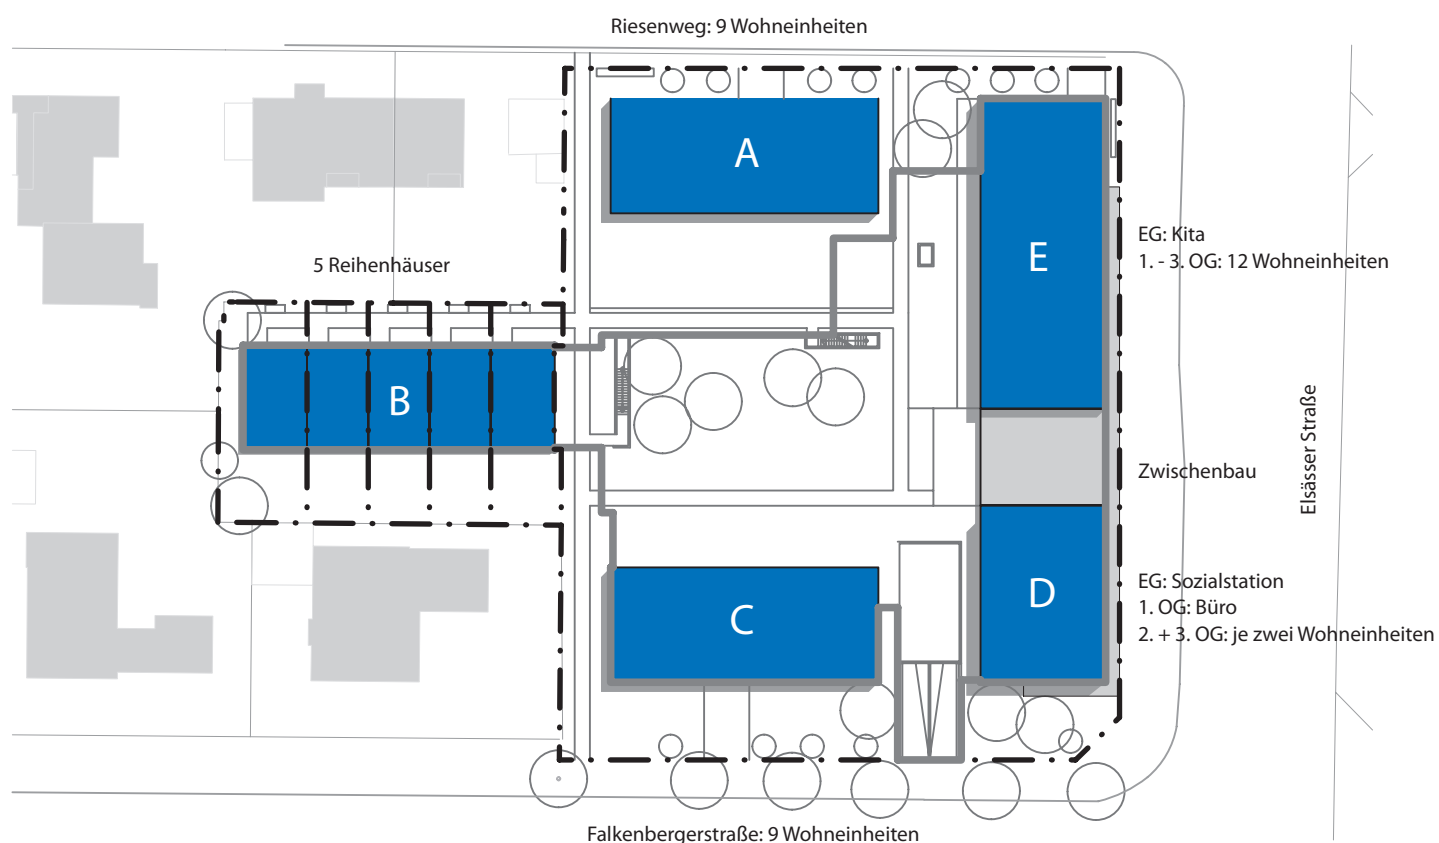 Riesenweg: 9 Wohneinheiten
A
E
EG: Kita
1. - 3. OG: 12 Wohneinheiten
5 Reihenhäuser
B
Elsässer Straße
Zwischenbau
EG: Sozialstation
1. OG: Büro
2. + 3. OG: je zwei Wohneinheiten
D
C
Falkenbergerstraße: 9 Wohneinheiten